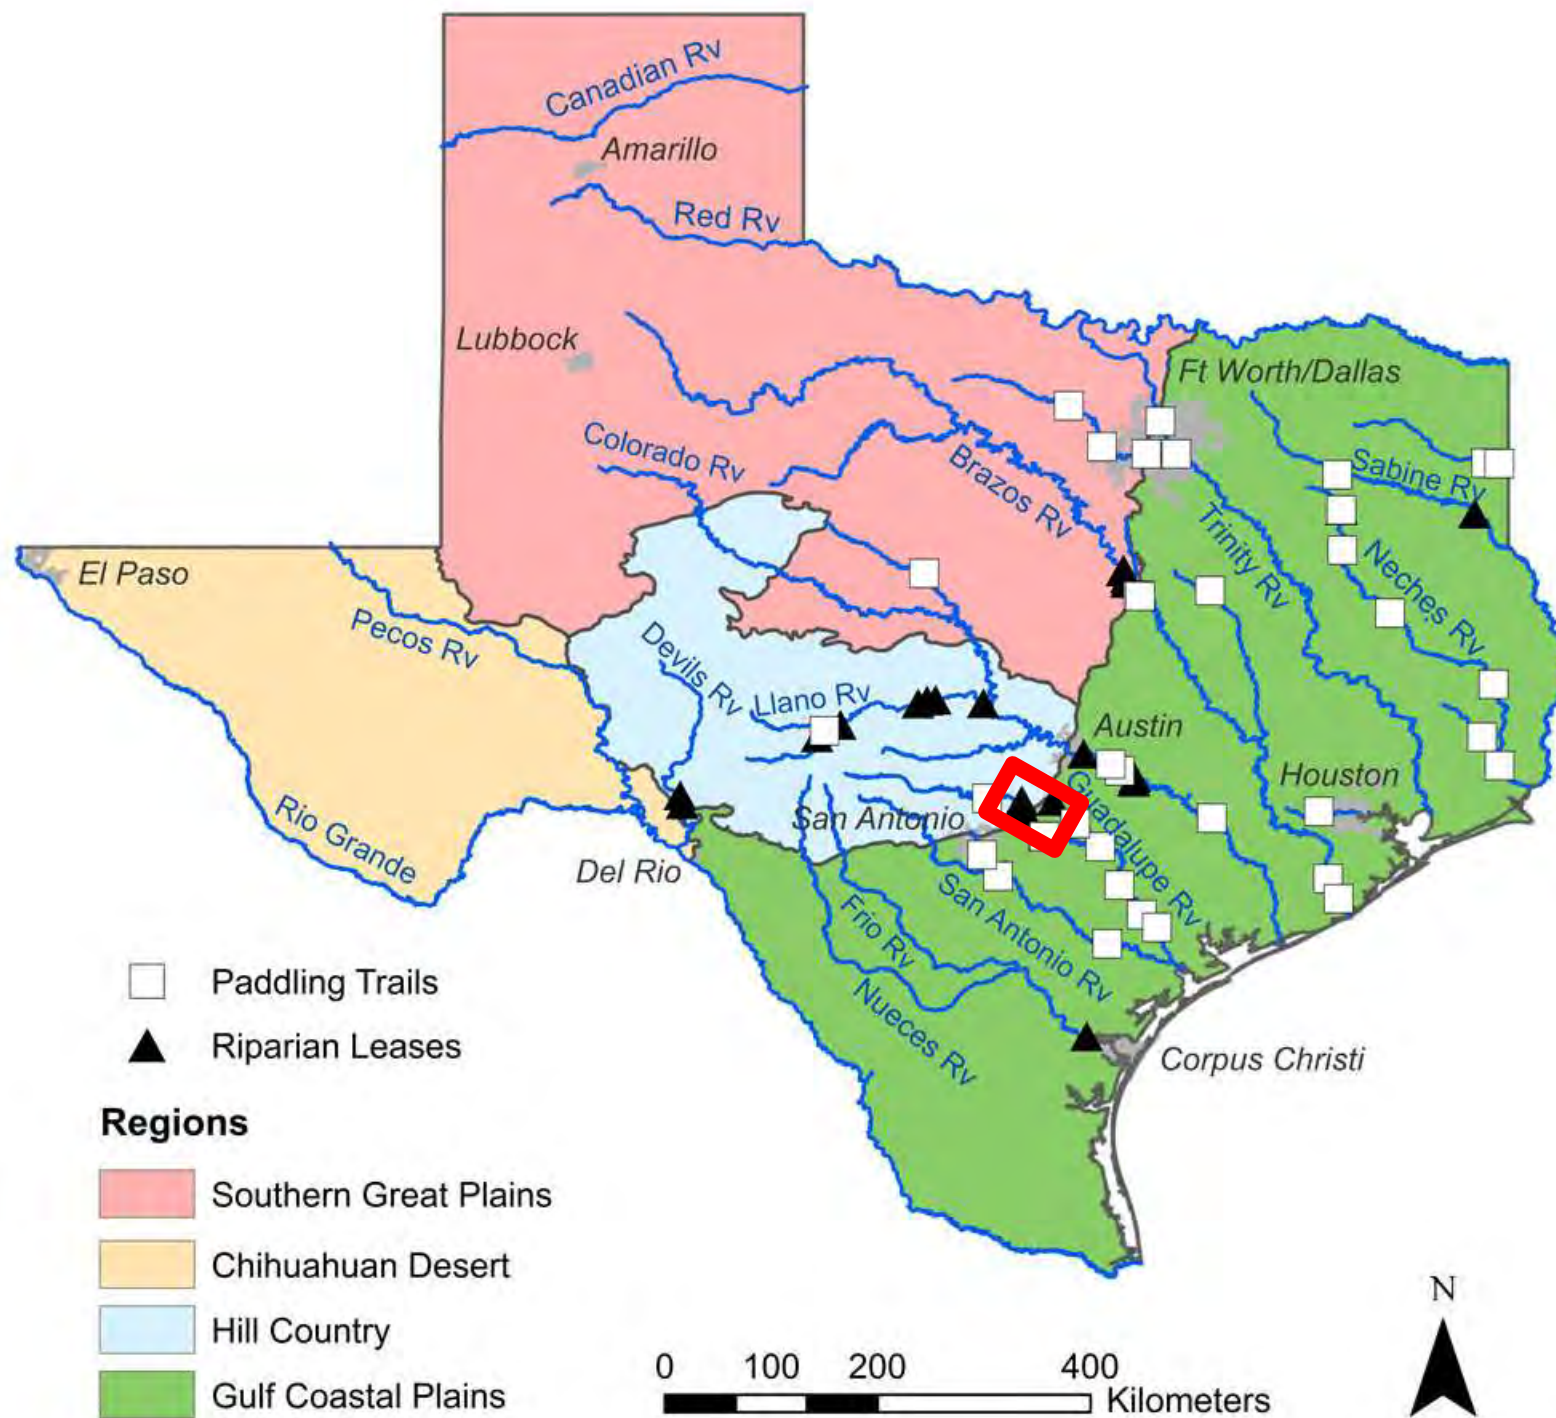 Canadian Rv
Amarillo
Red Rv
Lubbock
Ft Worth/Dallas
Colorado Rv
Brazos Rv
Sabine Rv
Trinity Rv
Neches Rv
El Paso
Pecos Rv
Devils Rv
Llano Rv
Austin
Houston
Rio Grande
San Antonio
Guadalupe Rv
Del Rio
San Antonio Rv
Frio Rv
Nueces Rv
Corpus Christi
Paddling Trails
Riparian Leases
Regions
Southern Great Plains
Chihuahuan Desert
Hill Country
Gulf Coastal Plains
0 100 200 400
Kilometers
N